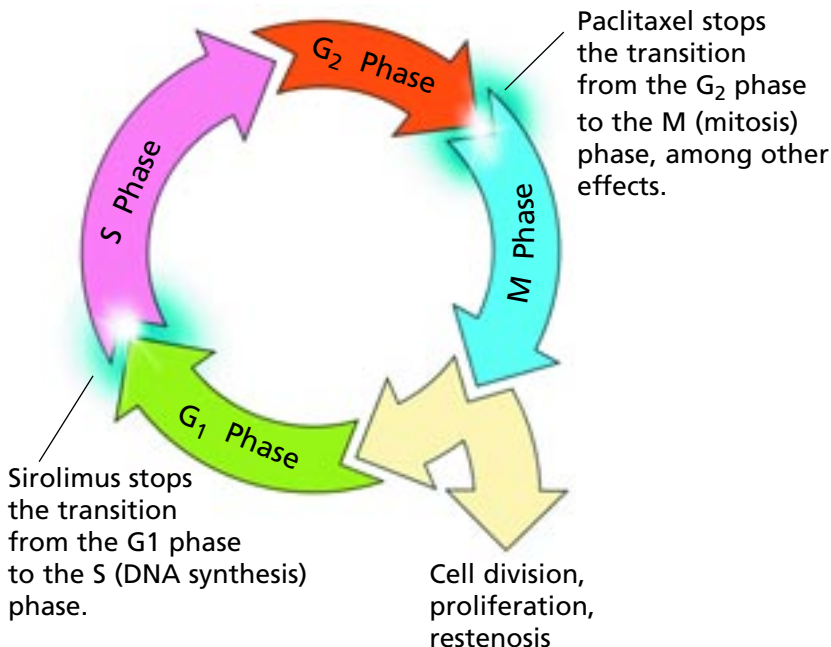 G₂ Phase
Paclitaxel stops
the transition
from the G₂ phase
to the M (mitosis)
phase, among other
effects.
S Phase
M Phase
G₁ Phase
Sirolimus stops
the transition
from the G1 phase
to the S (DNA synthesis)
phase.
Cell division,
proliferation,
restenosis